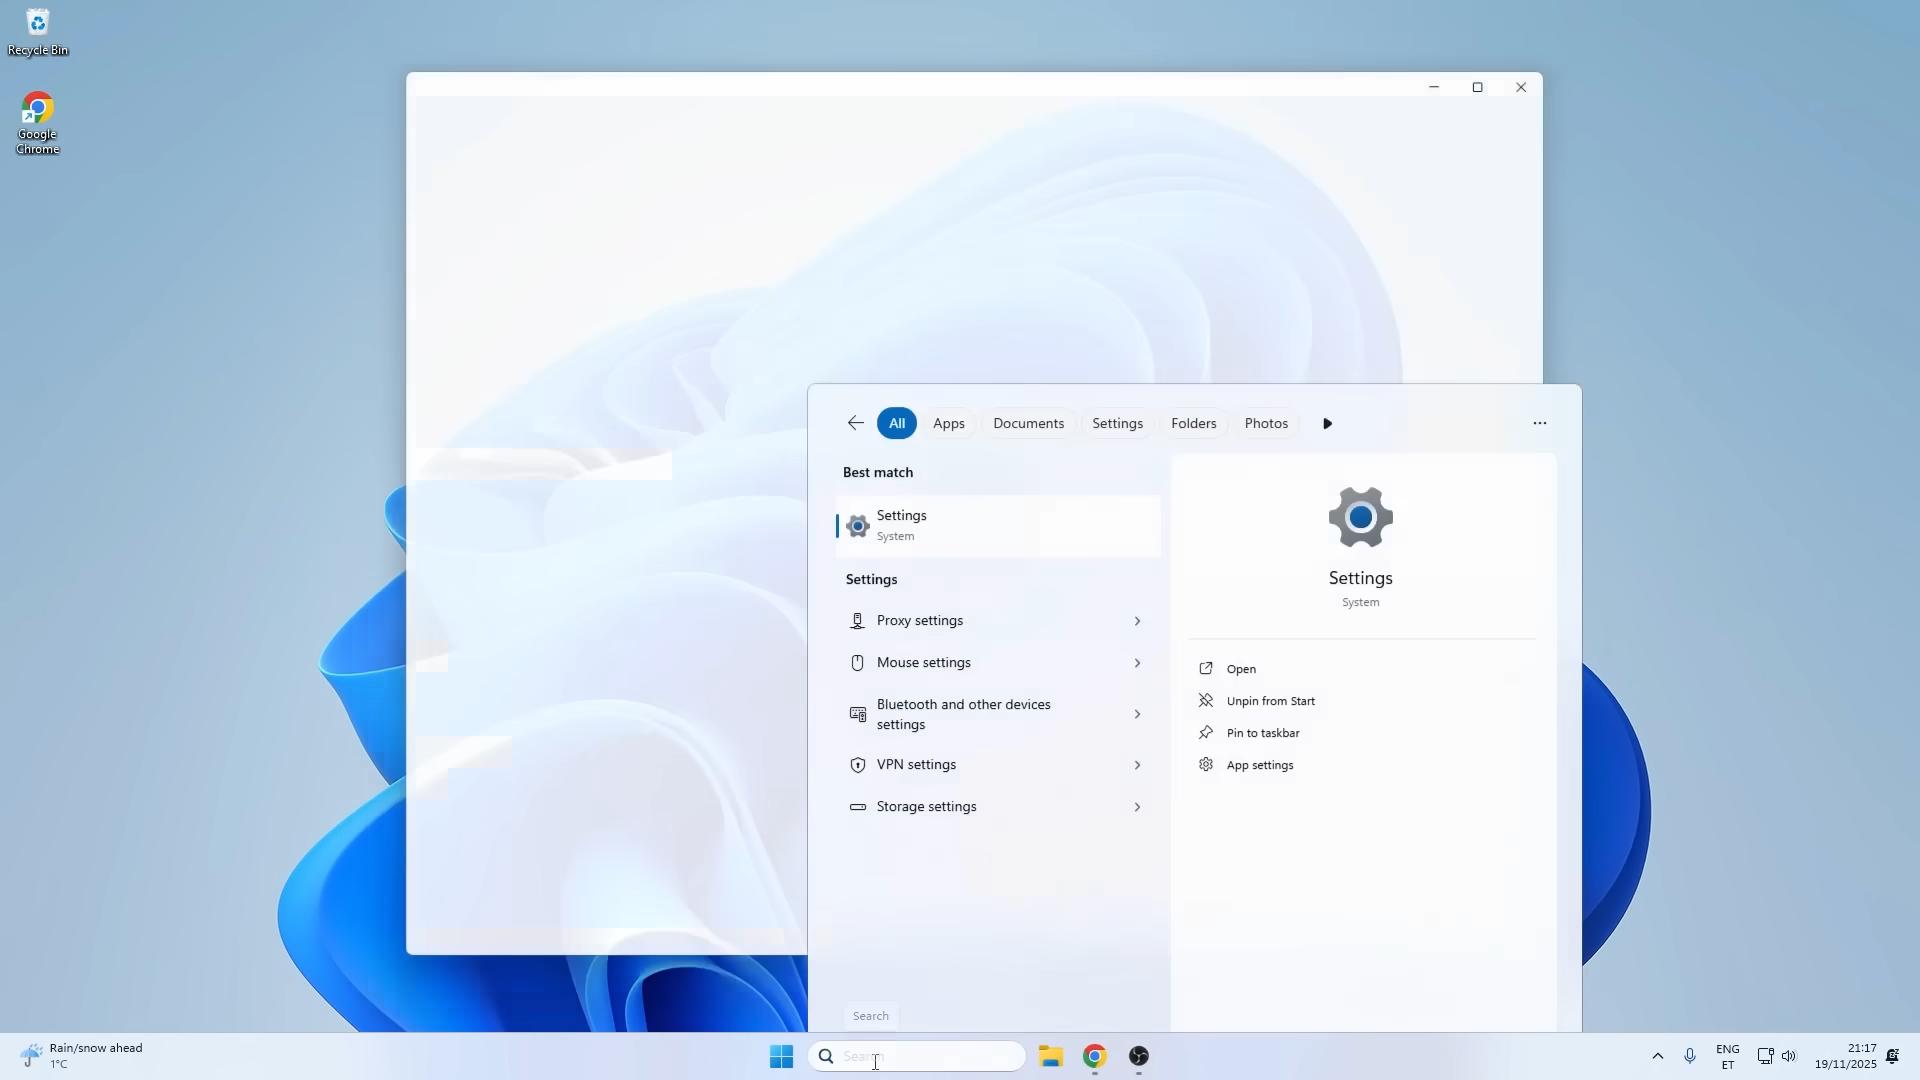 Recycle Bin
Google
Chrome
All
Apps
Documents
Settings
Folders
Photos
Best match
Settings
System
Settings
Proxy settings
Mouse settings
Bluetooth and other devices
settings
VPN settings
Storage settings
Settings
System
Open
Unpin from Start
Pin to taskbar
App settings
Search
Rain/snow ahead
1°C
Search
ENG
ET
21:17
19/11/2025